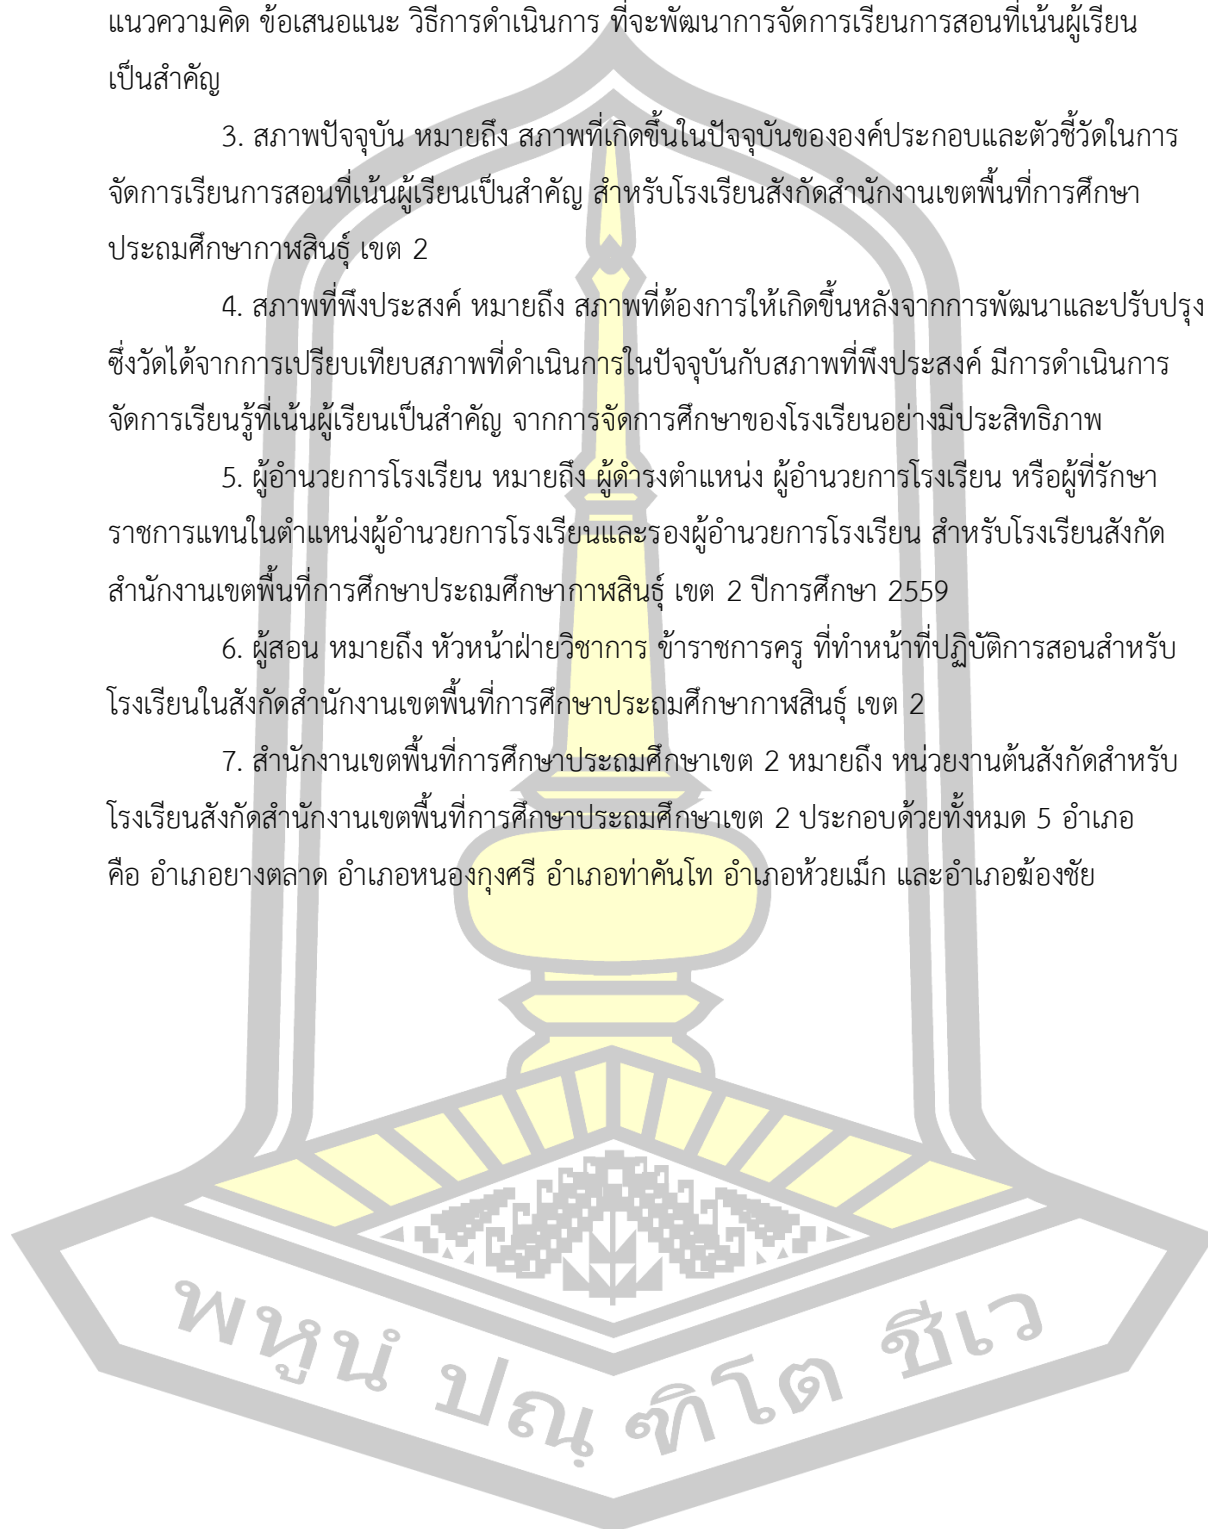 แนวความคิด ข้อเสนอแนะ วิธีการดำเนินการ ที่จะพัฒนาการจัดการเรียนการสอนที่เน้นผู้เรียน
เป็นสำคัญ
3. สภาพปัจจุบัน หมายถึง สภาพที่เกิดขึ้นในปัจจุบันขององค์ประกอบและตัวชี้วัดในการ
จัดการเรียนการสอนที่เน้นผู้เรียนเป็นสำคัญ สำหรับโรงเรียนสังกัดสำนักงานเขตพื้นที่การศึกษา
ประถมศึกษากาฬสินธุ์ เขต 2
4. สภาพที่พึงประสงค์ หมายถึง สภาพที่ต้องการให้เกิดขึ้นหลังจากการพัฒนาและปรับปรุง
ซึ่งวัดได้จากการเปรียบเทียบสภาพที่ดำเนินการในปัจจุบันกับสภาพที่พึงประสงค์ มีการดำเนินการ
จัดการเรียนรู้ที่เน้นผู้เรียนเป็นสำคัญ จากการจัดการศึกษาของโรงเรียนอย่างมีประสิทธิภาพ
5. ผู้อำนวยการโรงเรียน หมายถึง ผู้ดำรงตำแหน่ง ผู้อำนวยการโรงเรียน หรือผู้ที่รักษา
ราชการแทนในตำแหน่งผู้อำนวยการโรงเรียนและรองผู้อำนวยการโรงเรียน สำหรับโรงเรียนสังกัด
สำนักงานเขตพื้นที่การศึกษาประถมศึกษากาฬสินธุ์ เขต 2 ปีการศึกษา 2559
6. ผู้สอน หมายถึง หัวหน้าฝ่ายวิชาการ ข้าราชการครู ที่ทำหน้าที่ปฏิบัติการสอนสำหรับ
โรงเรียนในสังกัดสำนักงานเขตพื้นที่การศึกษาประถมศึกษากาฬสินธุ์ เขต 2
7. สำนักงานเขตพื้นที่การศึกษาประถมศึกษาเขต 2 หมายถึง หน่วยงานต้นสังกัดสำหรับ
โรงเรียนสังกัดสำนักงานเขตพื้นที่การศึกษาประถมศึกษาเขต 2 ประกอบด้วยทั้งหมด 5 อำเภอ
คือ อำเภอยางตลาด อำเภอหนองกุงศรี อำเภอท่าคันโท อำเภอห้วยเม็ก และอำเภอฆ้องชัย
พหูนํ ปณฺ ฑิโต ชีเว